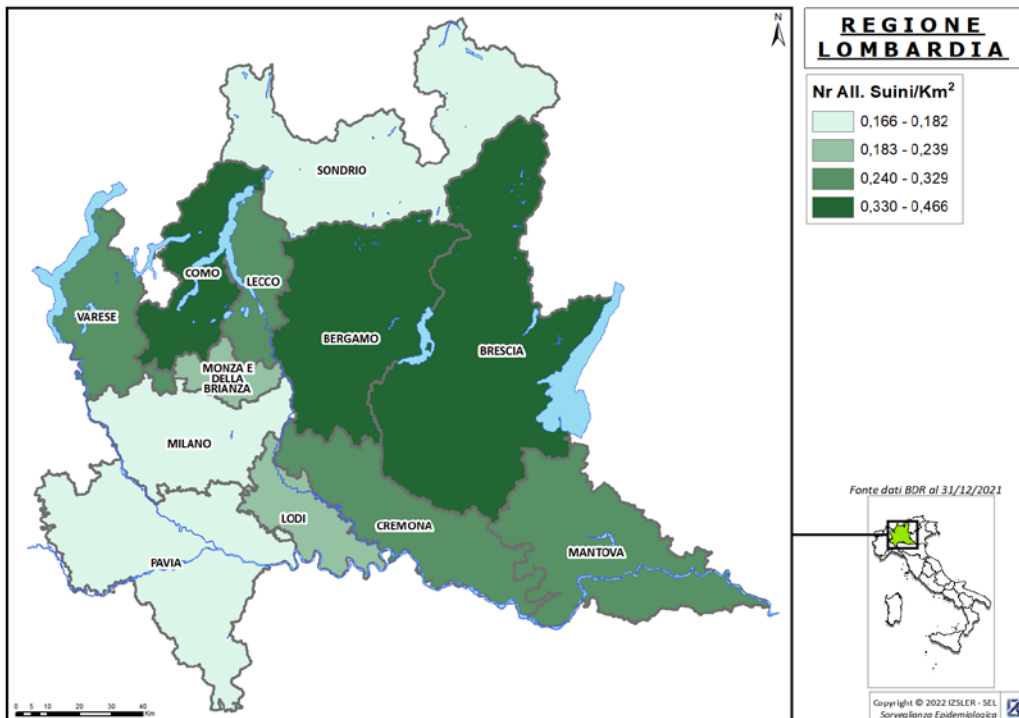 REGIONE
LOMBARDIA
Nr All. Suini/Km²
0,166 - 0,182
0,183 - 0,239
0,240 - 0,329
0,330 - 0,466
N
SONDRIO
COMO
LECCO
VARESE
BERGAMO
BRESCIA
MONZA E
DELLA
BRIANZA
MILANO
LODI
CREMONA
PAVIA
MANTOVA
Fonte dati BDR al 31/12/2021
0 5 10 20 30 40
Km
Copyright © 2022 IZSLER - SEL
Sorveglianza Epidemiologica